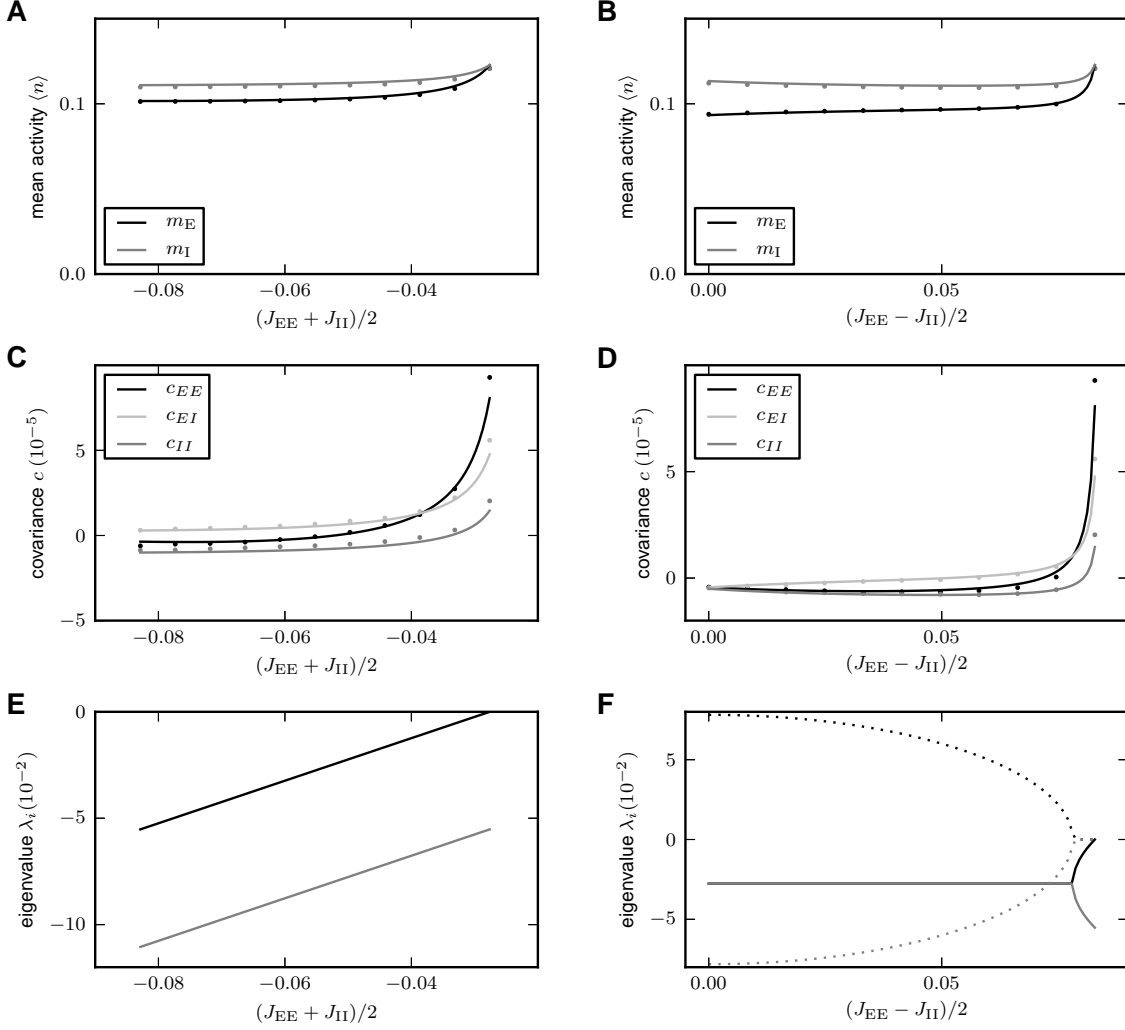 A
mean activity ⟨n⟩
0.1
0.0
m_E
m_I
−0.08 −0.06 −0.04
(J_EE + J_II)/2
B
mean activity ⟨n⟩
0.1
0.0
m_E
m_I
0.00 0.05
(J_EE − J_II)/2
C
covariance c (10^−5)
5
0
−5
c_EE
c_EI
c_II
−0.08 −0.06 −0.04
(J_EE + J_II)/2
D
covariance c (10^−5)
5
0
c_EE
c_EI
c_II
0.00 0.05
(J_EE − J_II)/2
E
eigenvalue λ_i(10^−2)
0
−5
−10
−0.08 −0.06 −0.04
(J_EE + J_II)/2
F
eigenvalue λ_i(10^−2)
5
0
−5
0.00 0.05
(J_EE − J_II)/2